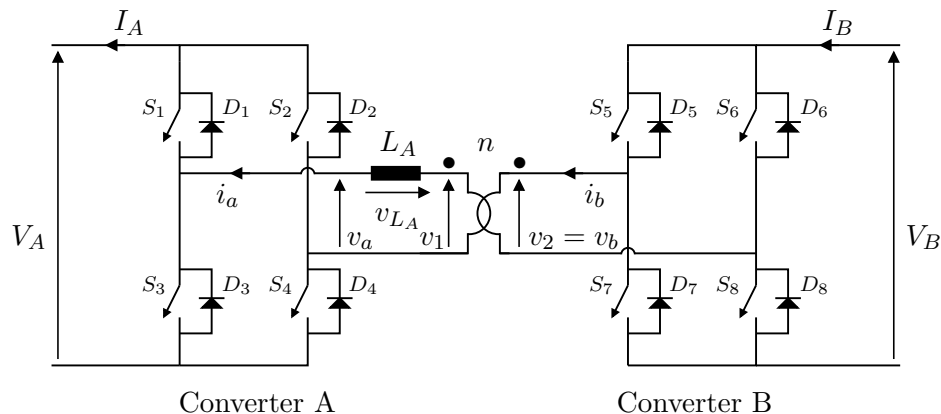 I_A I_B
S_1 D_1 S_2 D_2 S_5 D_5 S_6 D_6
L_A n
i_a v_{L_A} i_b
V_A v_a v_1 v_2 = v_b V_B
S_3 D_3 S_4 D_4 S_7 D_7 S_8 D_8
Converter A Converter B